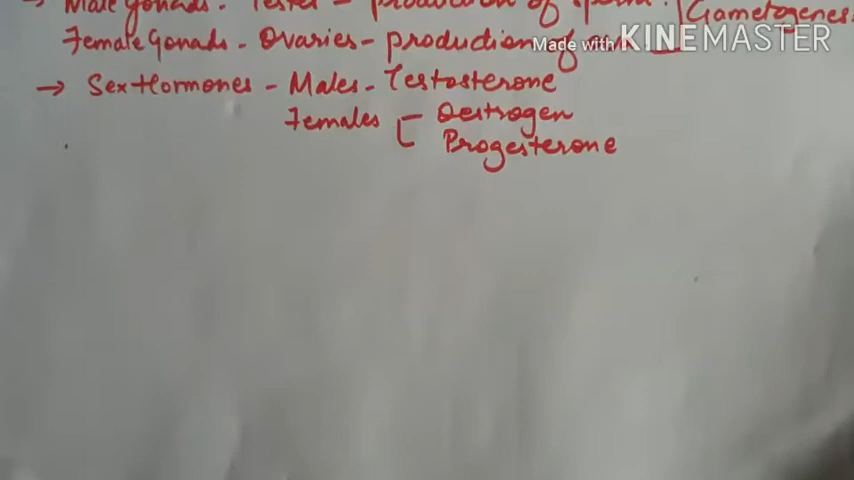 → Male Gonads - Testes - production of sperm. Gametogenes
Female Gonads - Ovaries - production of
Made with KINEMASTER
→ Sex Hormones - Males - Testosterone
Females Oestrogen
Progesterone